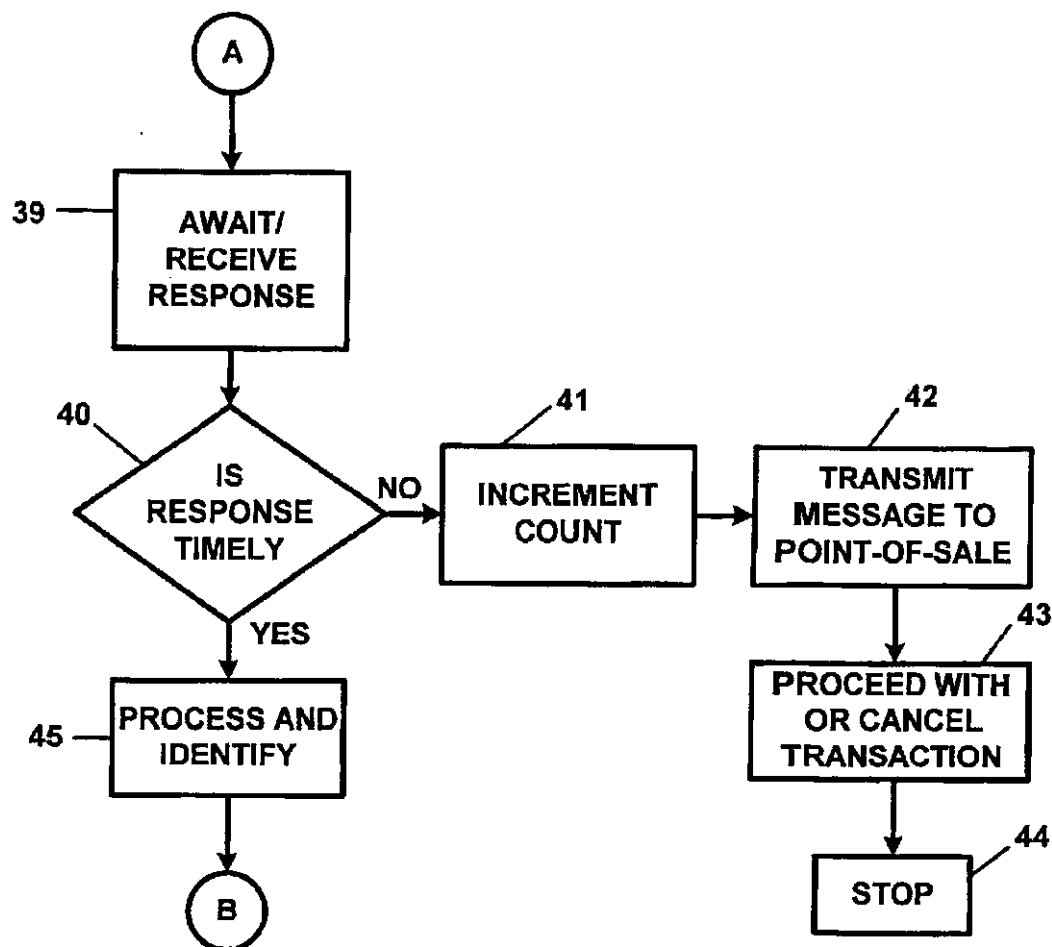 A
39
AWAIT/
RECEIVE
RESPONSE
40
IS
RESPONSE
TIMELY
NO
41
INCREMENT
COUNT
42
TRANSMIT
MESSAGE TO
POINT-OF-SALE
YES
43
PROCEED WITH
OR CANCEL
TRANSACTION
45
PROCESS AND
IDENTIFY
44
STOP
B